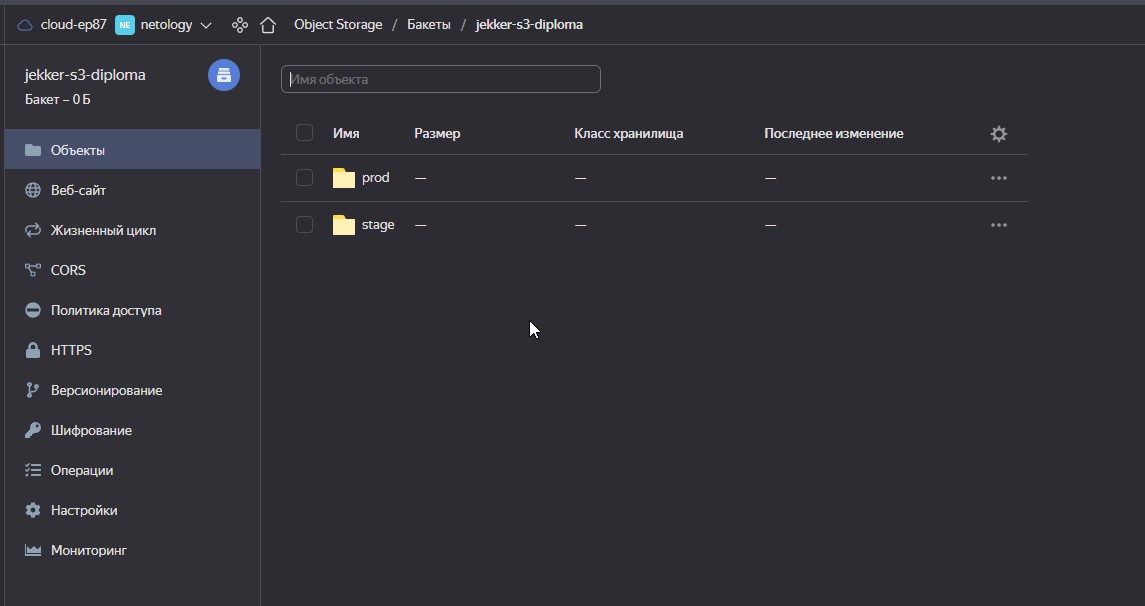 cloud-ep87 NE netology Object Storage / Бакеты / jekker-s3-diploma
jekker-s3-diploma
Бакет – 0 Б
Объекты
Веб-сайт
Жизненный цикл
CORS
Политика доступа
HTTPS
Версионирование
Шифрование
Операции
Настройки
Мониторинг
Имя объекта
Имя Размер Класс хранилища Последнее изменение
prod — — —
stage — — —